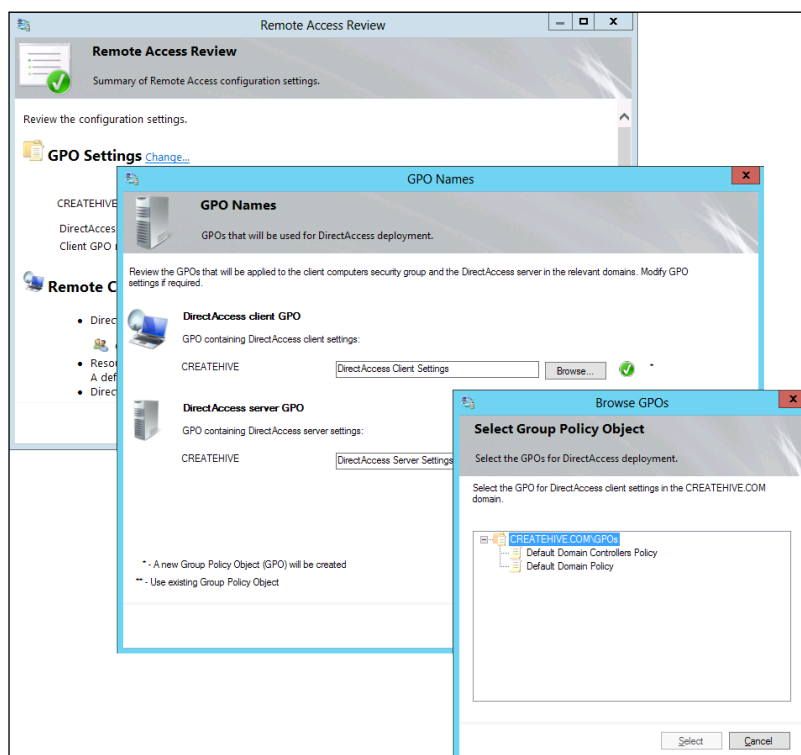 Remote Access Review
Remote Access Review
Summary of Remote Access configuration settings.
Review the configuration settings.
GPO Settings Change...
CREATEHIVE
DirectAcces
Client GPO
Remote C
Direc
Reso
A def
Direc
GPO Names
GPO Names
GPOs that will be used for DirectAccess deployment.
Review the GPOs that will be applied to the client computers security group and the DirectAccess server in the relevant domains. Modify GPO
settings if required.
DirectAccess client GPO
GPO containing DirectAccess client settings:
CREATEHIVE DirectAccess Client Settings Browse... *
DirectAccess server GPO
GPO containing DirectAccess server settings:
CREATEHIVE DirectAccess Server Settings
* - A new Group Policy Object (GPO) will be created
** - Use existing Group Policy Object
Browse GPOs
Select Group Policy Object
Select the GPOs for DirectAccess deployment.
Select the GPO for DirectAccess client settings in the CREATEHIVE.COM
domain.
CREATEHIVE.COM\GPOs
Default Domain Controllers Policy
Default Domain Policy
Select Cancel